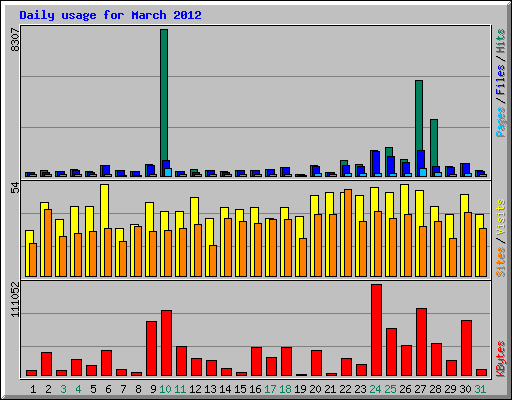 Daily usage for March 2012
8307
Pages / Files / Hits
54
Sites / Visits
111052
KBytes
1 2 3 4 5 6 7 8 9 10 11 12 13 14 15 16 17 18 19 20 21 22 23 24 25 26 27 28 29 30 31